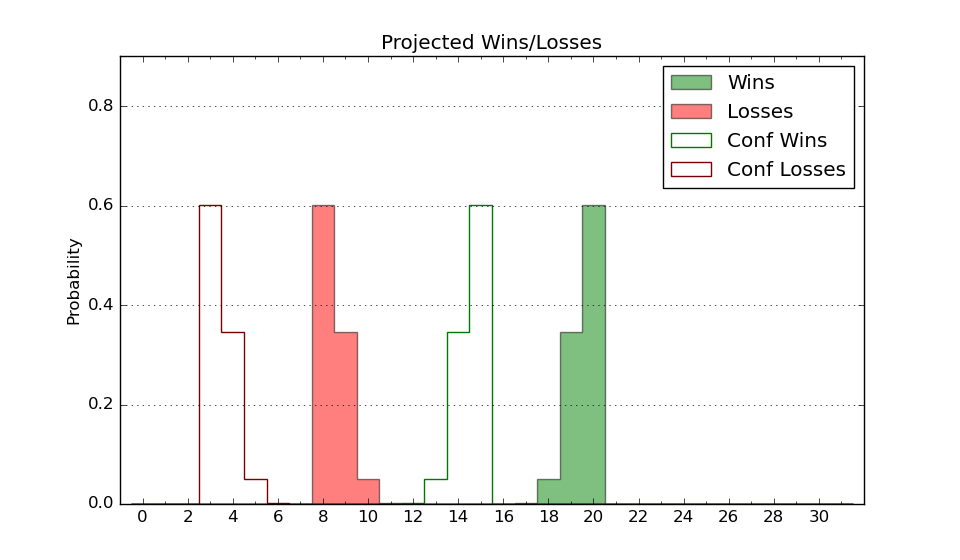 Projected Wins/Losses
Wins
Losses
Conf Wins
Conf Losses
Probability
0.8
0.6
0.4
0.2
0.0
0 2 4 6 8 10 12 14 16 18 20 22 24 26 28 30